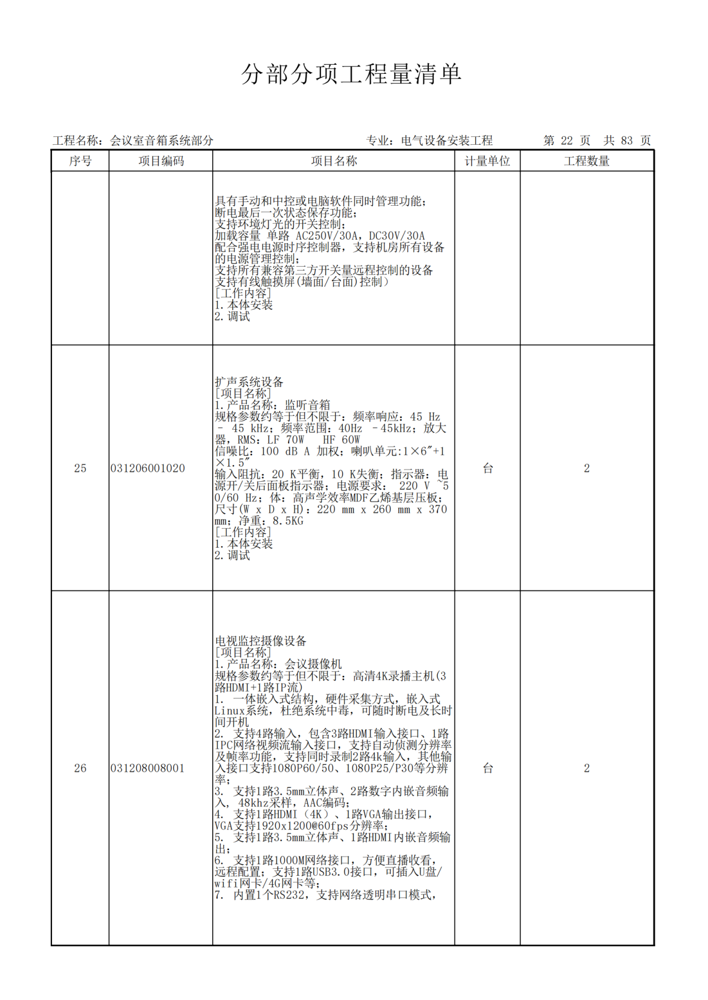 分部分项工程量清单
工程名称：会议室音箱系统部分 专业：电气设备安装工程 第 22 页 共 83 页
序号 项目编码 项目名称 计量单位 工程数量
具有手动和中控或电脑软件同时管理功能；
断电最后一次状态保存功能；
支持环境灯光的开关控制；
加载容量 单路 AC250V/30A，DC30V/30A
配合强电电源时序控制器，支持机房所有设备
的电源管理控制；
支持所有兼容第三方开关量远程控制的设备
支持有线触摸屏(墙面/台面)控制）
[工作内容]
1.本体安装
2.调试
25 031206001020 台 2
扩声系统设备
[项目名称]
1.产品名称：监听音箱
规格参数约等于但不限于：频率响应：45 Hz
– 45 kHz；频率范围：40Hz –45kHz；放大
器，RMS：LF 70W HF 60W
信噪比：100 dB A 加权；喇叭单元:1×6″+1
×1.5″
输入阻抗：20 K平衡，10 K失衡；指示器：电
源开/关后面板指示器；电源要求： 220 V ~5
0/60 Hz；体：高声学效率MDF乙烯基层压板；
尺寸(W x D x H)：220 mm x 260 mm x 370
mm；净重：8.5KG
[工作内容]
1.本体安装
2.调试
26 031208008001 台 2
电视监控摄像设备
[项目名称]
1.产品名称：会议摄像机
规格参数约等于但不限于：高清4K录播主机(3
路HDMI+1路IP流)
1. 一体嵌入式结构，硬件采集方式，嵌入式
Linux系统，杜绝系统中毒，可随时断电及长时
间开机
2. 支持4路输入，包含3路HDMI输入接口、1路
IPC网络视频流输入接口，支持自动侦测分辨率
及帧率功能，支持同时录制2路4k输入，其他输
入接口支持1080P60/50、1080P25/P30等分辨
率；
3. 支持1路3.5mm立体声、2路数字内嵌音频输
入, 48khz采样，AAC编码；
4. 支持1路HDMI（4K）、1路VGA输出接口，
VGA支持1920x1200@60fps分辨率；
5. 支持1路3.5mm立体声、1路HDMI内嵌音频输
出；
6. 支持1路1000M网络接口，方便直播收看，
远程配置；支持1路USB3.0接口，可插入U盘/
wifi网卡/4G网卡等；
7. 内置1个RS232，支持网络透明串口模式，